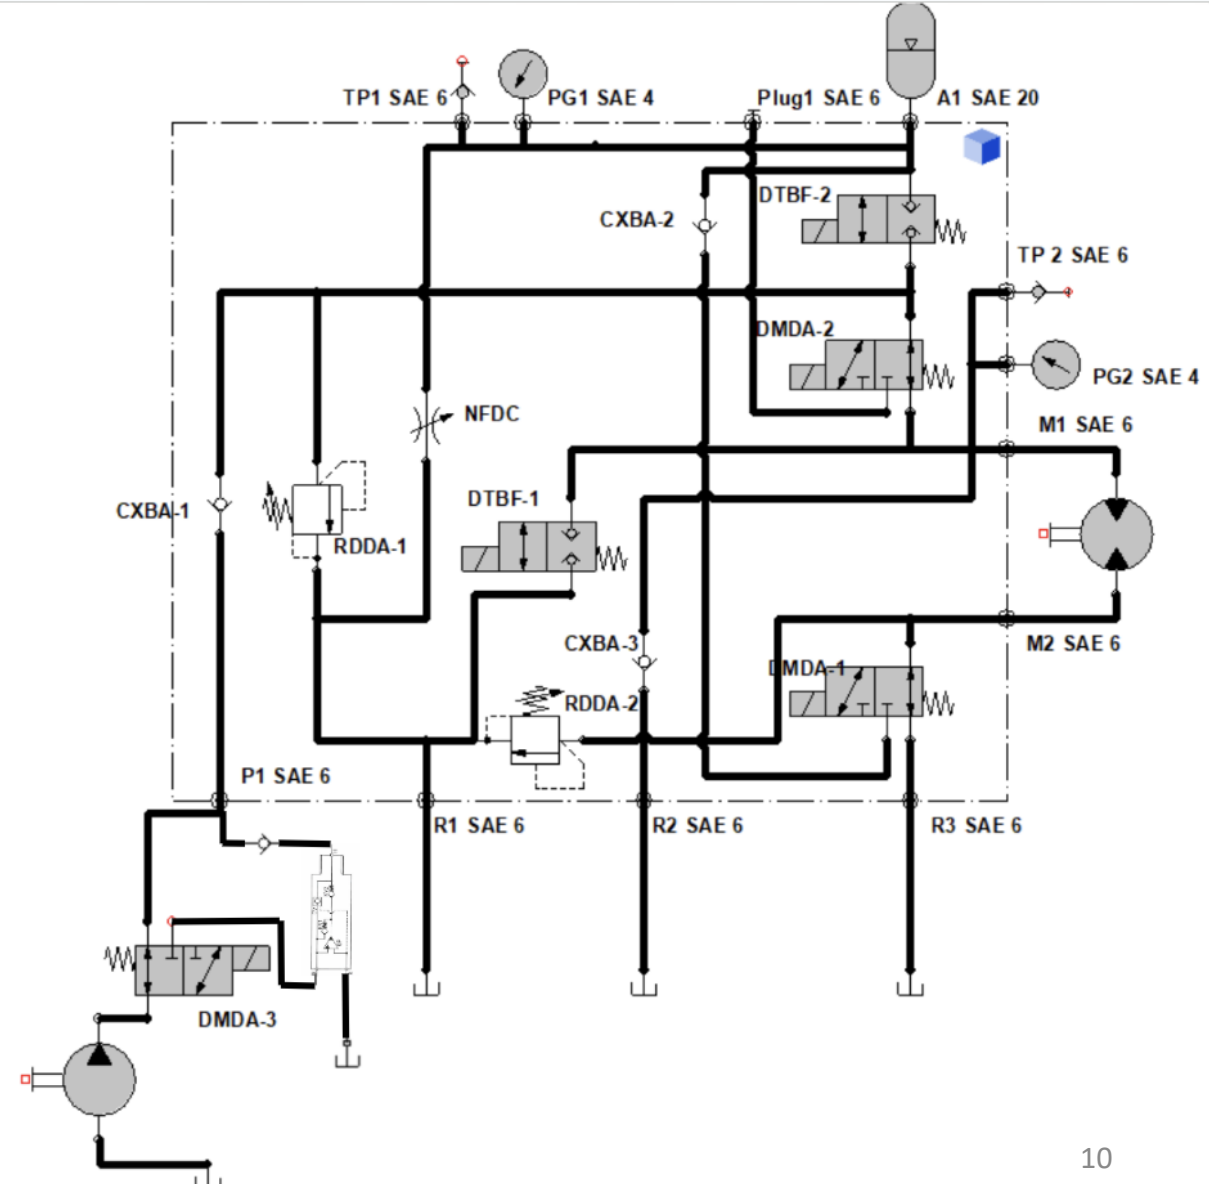 TP1 SAE 6
PG1 SAE 4
Plug1 SAE 6
A1 SAE 20
DTBF-2
CXBA-2
TP 2 SAE 6
DMDA-2
PG2 SAE 4
NFDC
M1 SAE 6
DTBF-1
CXBA-1
RDDA-1
CXBA-3
M2 SAE 6
DMDA-1
RDDA-2
P1 SAE 6
R1 SAE 6
R2 SAE 6
R3 SAE 6
DMDA-3
10